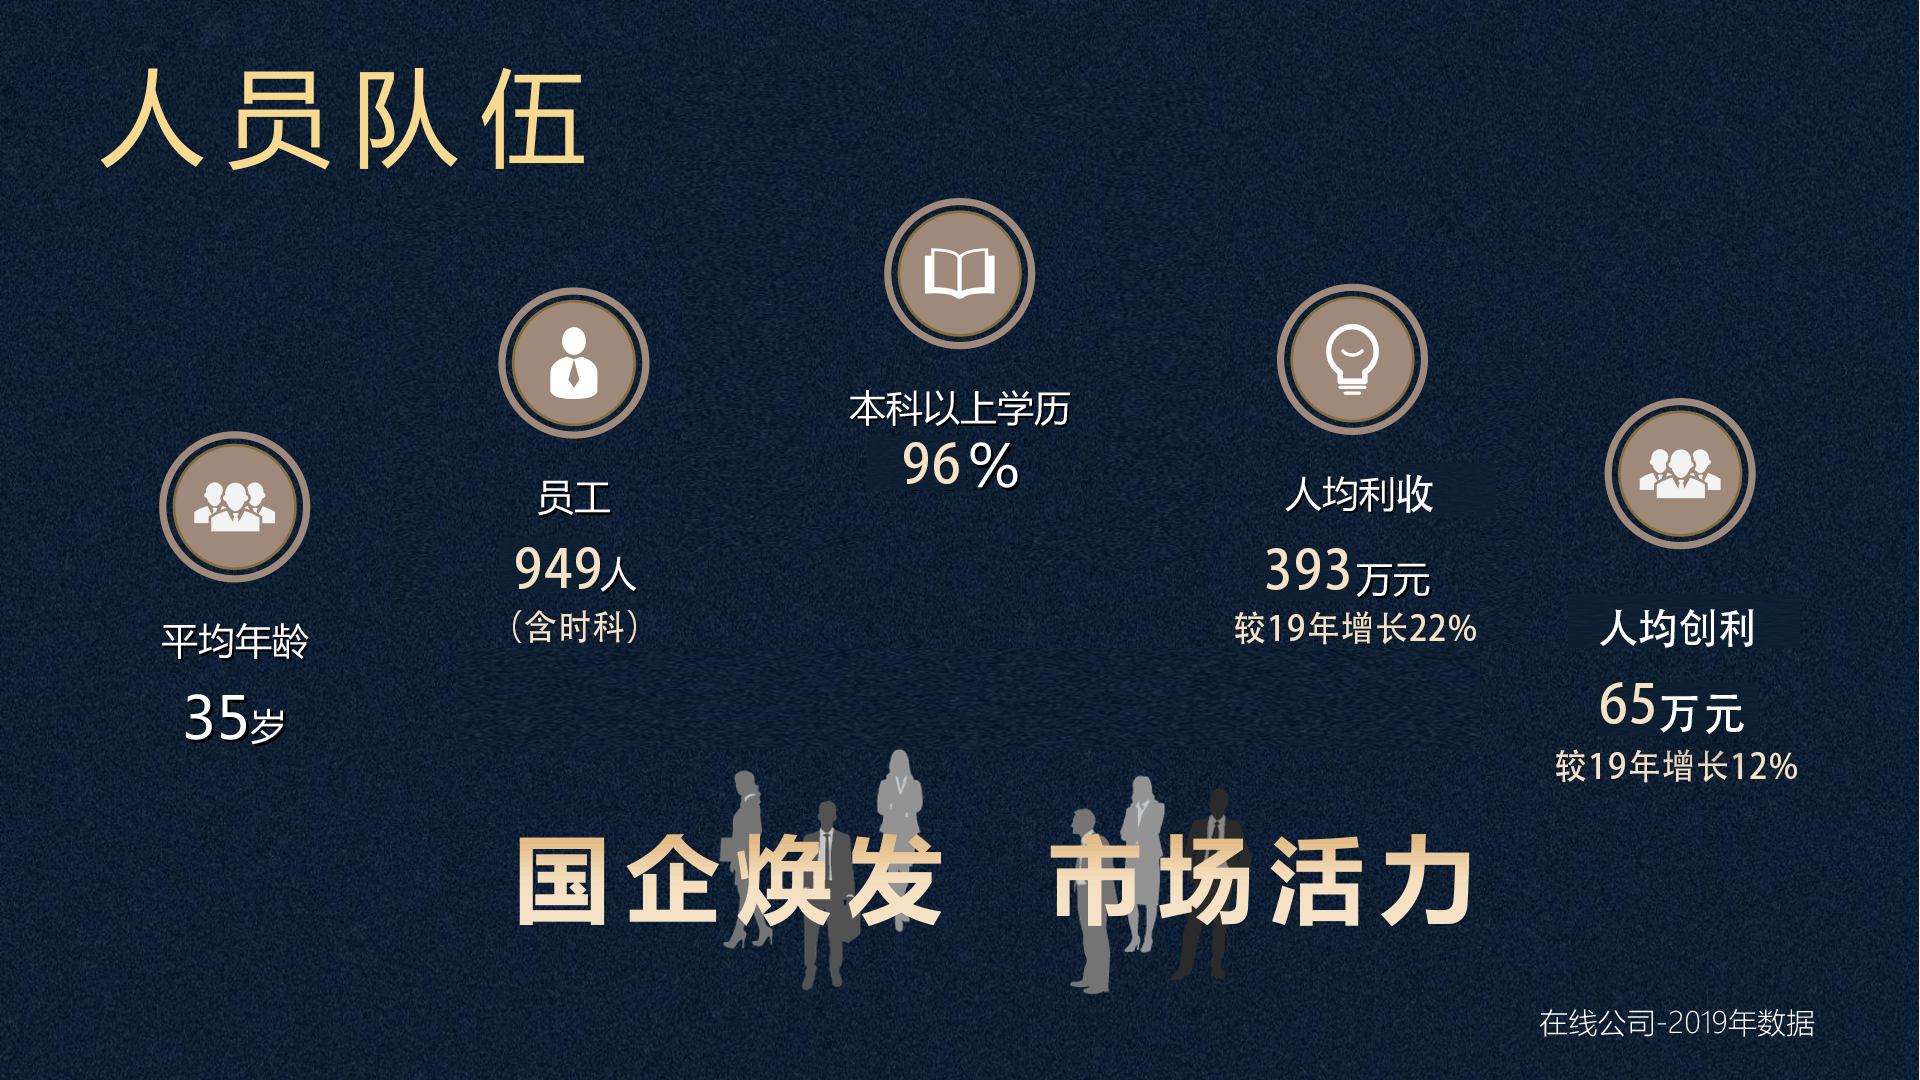 人员队伍
平均年龄
35岁
员工
949人
（含时科）
本科以上学历
96%
人均利收
393万元
较19年增长22%
人均创利
65万元
较19年增长12%
国企焕发 市场活力
在线公司-2019年数据